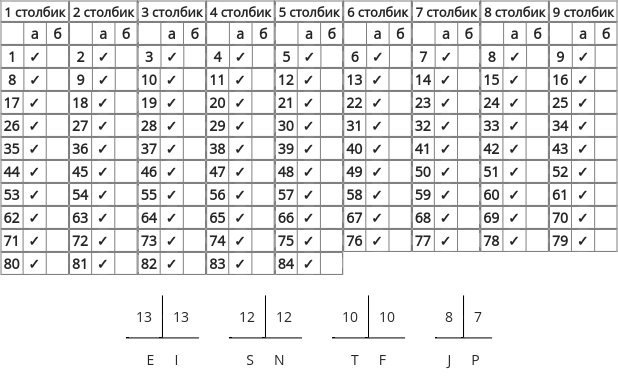 1 столбик 2 столбик 3 столбик 4 столбик 5 столбик 6 столбик 7 столбик 8 столбик 9 столбик
а б а б а б а б а б а б а б а б а б
1 ✓ 2 ✓ 3 ✓ 4 ✓ 5 ✓ 6 ✓ 7 ✓ 8 ✓ 9 ✓
8 ✓ 9 ✓ 10 ✓ 11 ✓ 12 ✓ 13 ✓ 14 ✓ 15 ✓ 16 ✓
17 ✓ 18 ✓ 19 ✓ 20 ✓ 21 ✓ 22 ✓ 23 ✓ 24 ✓ 25 ✓
26 ✓ 27 ✓ 28 ✓ 29 ✓ 30 ✓ 31 ✓ 32 ✓ 33 ✓ 34 ✓
35 ✓ 36 ✓ 37 ✓ 38 ✓ 39 ✓ 40 ✓ 41 ✓ 42 ✓ 43 ✓
44 ✓ 45 ✓ 46 ✓ 47 ✓ 48 ✓ 49 ✓ 50 ✓ 51 ✓ 52 ✓
53 ✓ 54 ✓ 55 ✓ 56 ✓ 57 ✓ 58 ✓ 59 ✓ 60 ✓ 61 ✓
62 ✓ 63 ✓ 64 ✓ 65 ✓ 66 ✓ 67 ✓ 68 ✓ 69 ✓ 70 ✓
71 ✓ 72 ✓ 73 ✓ 74 ✓ 75 ✓ 76 ✓ 77 ✓ 78 ✓ 79 ✓
80 ✓ 81 ✓ 82 ✓ 83 ✓ 84 ✓
13 13 12 12 10 10 8 7
E I S N T F J P